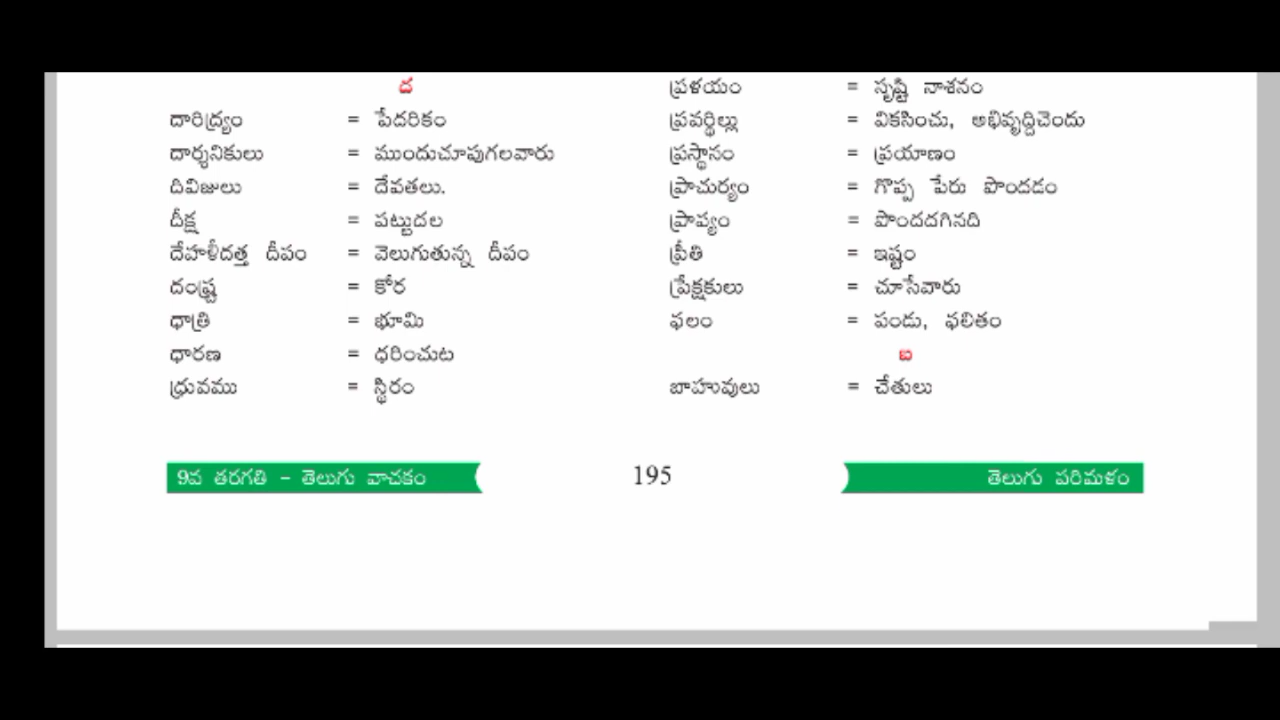 ద
దారిద్ర్యం = పేదరికం
దార్శనికులు = ముందుచూపుగలవారు
దివిజులు = దేవతలు.
దీక్ష = పట్టుదల
దేహళీదత్త దీపం = వెలుగుతున్న దీపం
దంష్ట్ర = కోర
ధాత్రి = భూమి
ధారణ = ధరించుట
ధ్రువము = స్థిరం
ప్రళయం = సృష్టి నాశనం
ప్రవర్థిల్లు = వికసించు, అభివృద్ధిచెందు
ప్రస్థానం = ప్రయాణం
ప్రాచుర్యం = గొప్ప పేరు పొందడం
ప్రాప్యం = పొందదగినది
ప్రీతి = ఇష్టం
ప్రేక్షకులు = చూసేవారు
ఫలం = పండు, ఫలితం
బ
బాహువులు = చేతులు
9వ తరగతి - తెలుగు వాచకం 195 తెలుగు పరిమళం